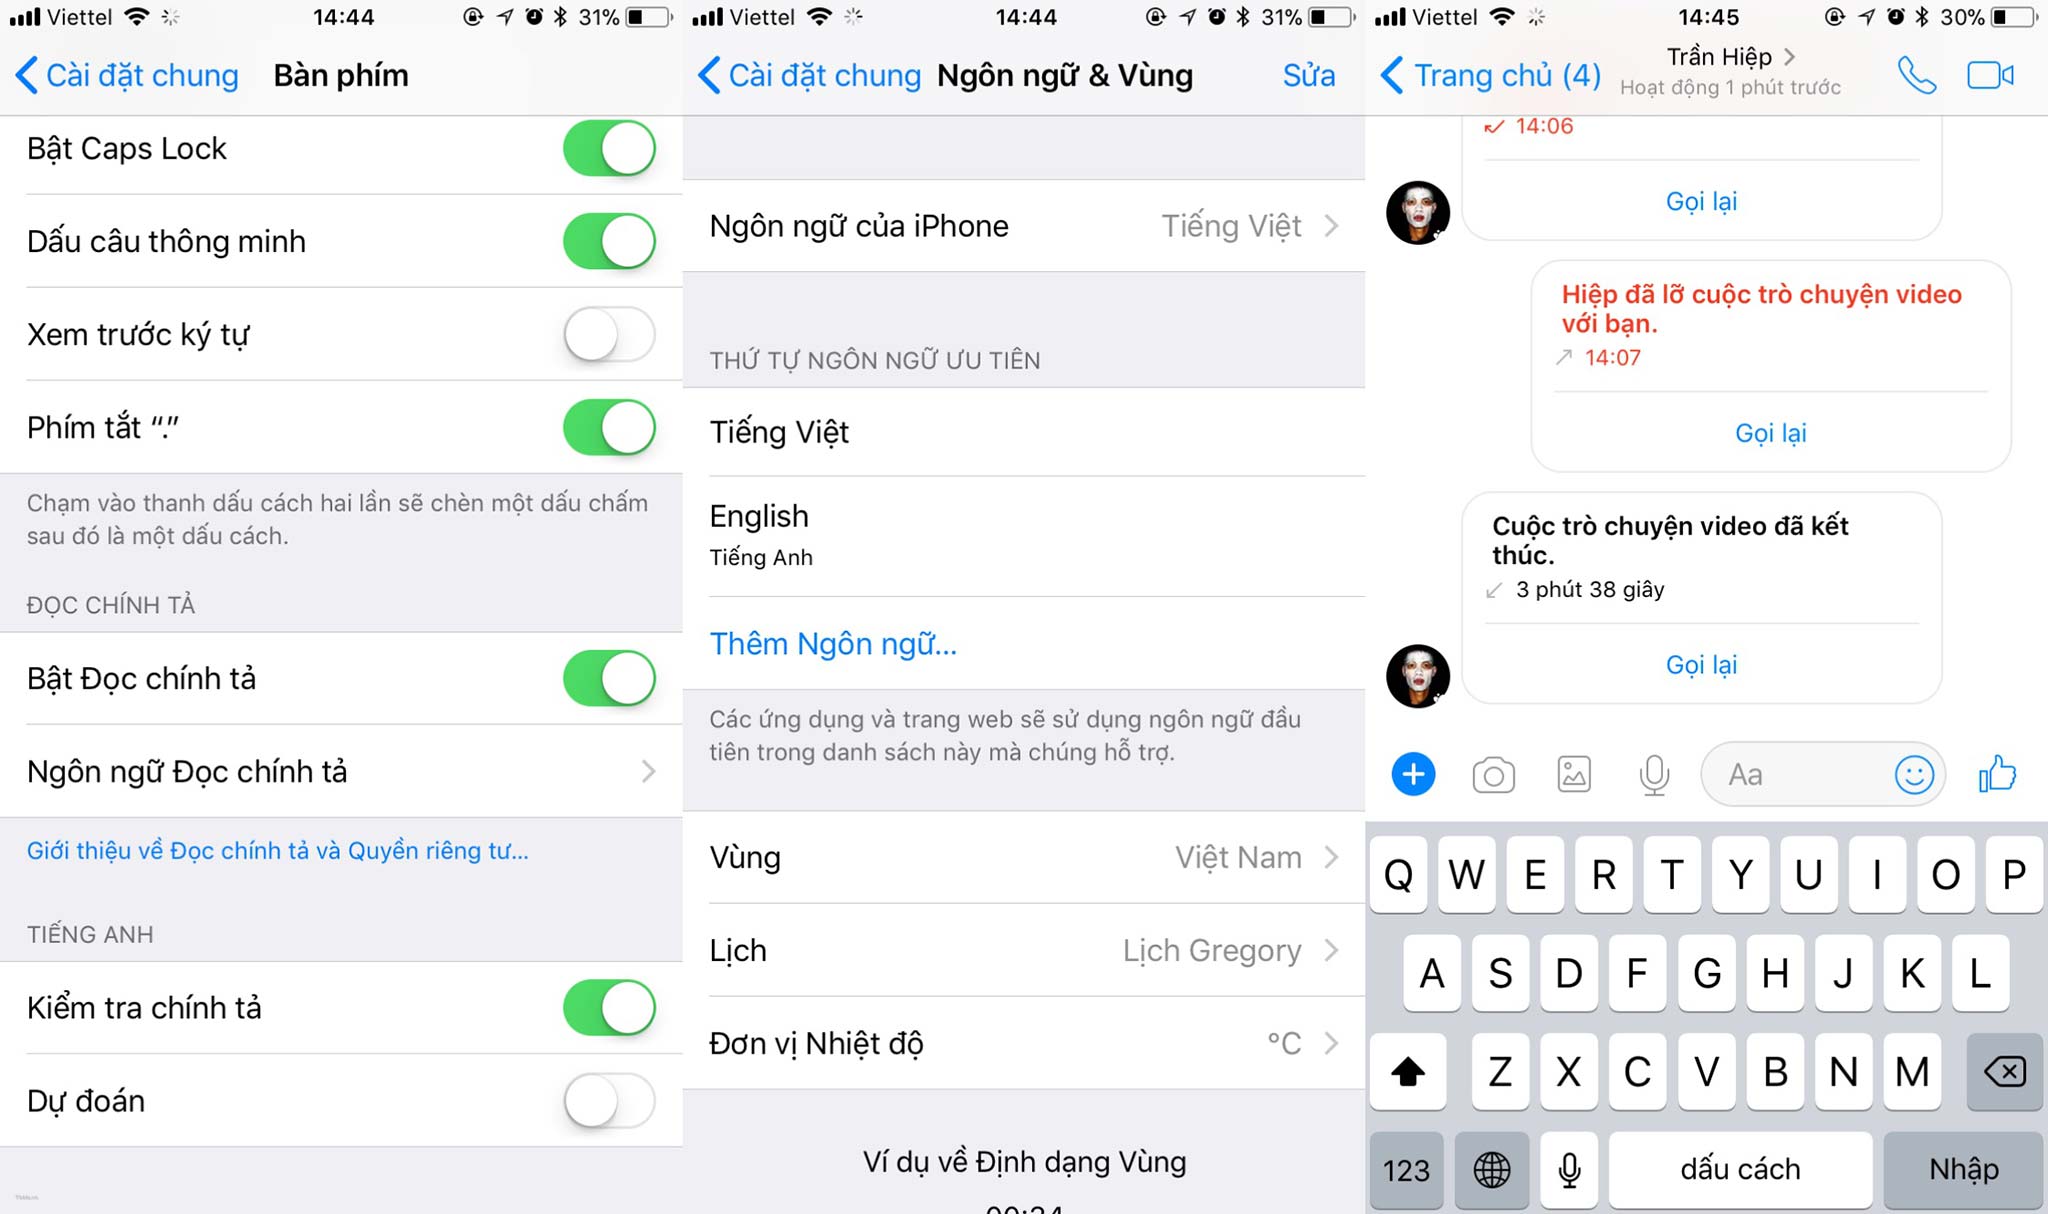 Viettel 14:44 31%
Cài đặt chung Bàn phím
Bật Caps Lock
Dấu câu thông minh
Xem trước ký tự
Phím tắt “.”
Chạm vào thanh dấu cách hai lần sẽ chèn một dấu chấm
sau đó là một dấu cách.
ĐỌC CHÍNH TẢ
Bật Đọc chính tả
Ngôn ngữ Đọc chính tả
Giới thiệu về Đọc chính tả và Quyền riêng tư...
TIẾNG ANH
Kiểm tra chính tả
Dự đoán
Viettel 14:44 31%
Cài đặt chung Ngôn ngữ & Vùng Sửa
Ngôn ngữ của iPhone Tiếng Việt
THỨ TỰ NGÔN NGỮ ƯU TIÊN
Tiếng Việt
English
Tiếng Anh
Thêm Ngôn ngữ...
Các ứng dụng và trang web sẽ sử dụng ngôn ngữ đầu
tiên trong danh sách này mà chúng hỗ trợ.
Vùng Việt Nam
Lịch Lịch Gregory
Đơn vị Nhiệt độ °C
Ví dụ về Định dạng Vùng
Viettel 14:45 30%
Trang chủ (4) Trần Hiệp
Hoạt động 1 phút trước
14:06
Gọi lại
Hiệp đã lỡ cuộc trò chuyện video
với bạn.
14:07
Gọi lại
Cuộc trò chuyện video đã kết
thúc.
3 phút 38 giây
Gọi lại
Aa
Q W E R T Y U I O P
A S D F G H J K L
Z X C V B N M
123 dấu cách Nhập